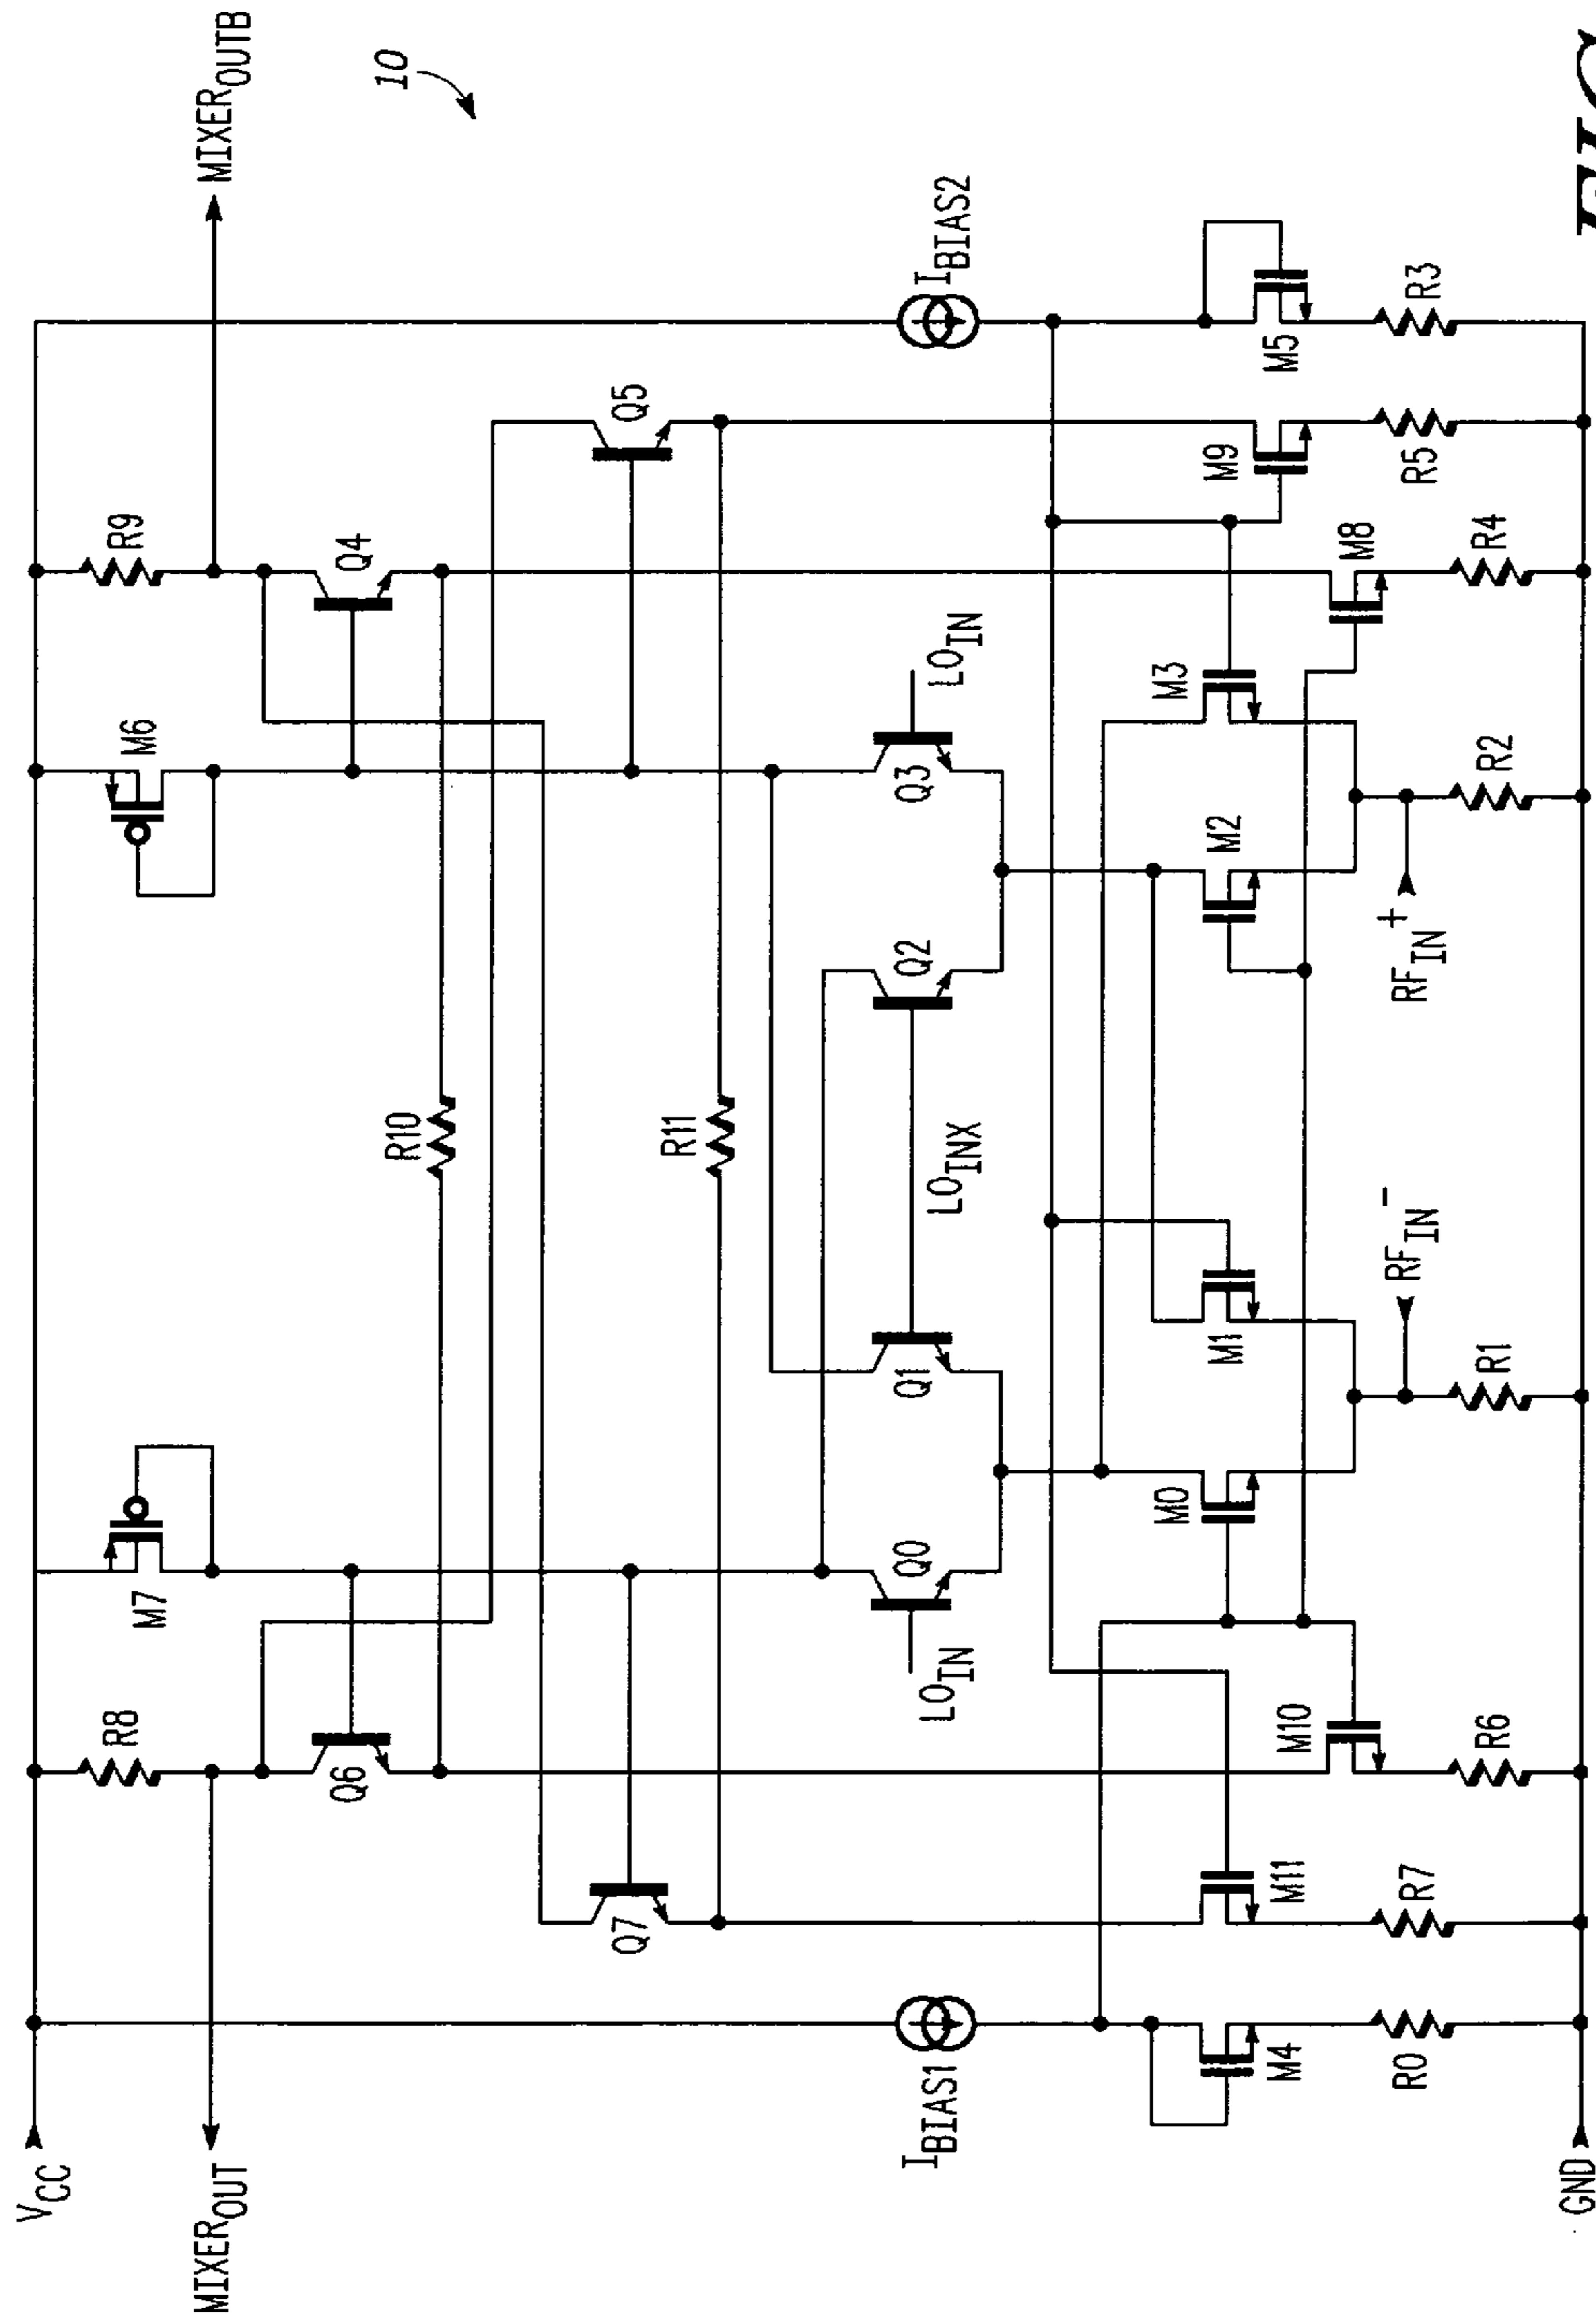 V_CC
R8
M7
M6
R9
MIXER_OUT
MIXER_OUTB
10
Q6
Q4
R10
Q7
Q5
R11
Q0
Q1
Q2
Q3
LO_IN
LO_INX
LO_IN
I_BIAS1
I_BIAS2
M0
M1
M2
M3
M9
M4
M11
M10
M8
M5
RF_IN^-
RF_IN^+
R0
R7
R6
R1
R2
R4
R5
R3
GND